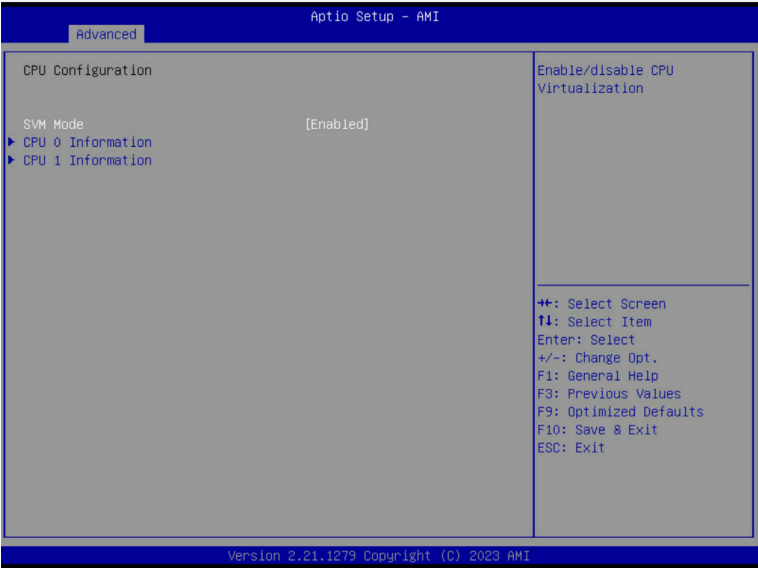 Aptio Setup – AMI
Advanced
CPU Configuration
SVM Mode [Enabled]
CPU 0 Information
CPU 1 Information
Enable/disable CPU
Virtualization
→←: Select Screen
↑↓: Select Item
Enter: Select
+/-: Change Opt.
F1: General Help
F3: Previous Values
F9: Optimized Defaults
F10: Save & Exit
ESC: Exit
Version 2.21.1279 Copyright (C) 2023 AMI